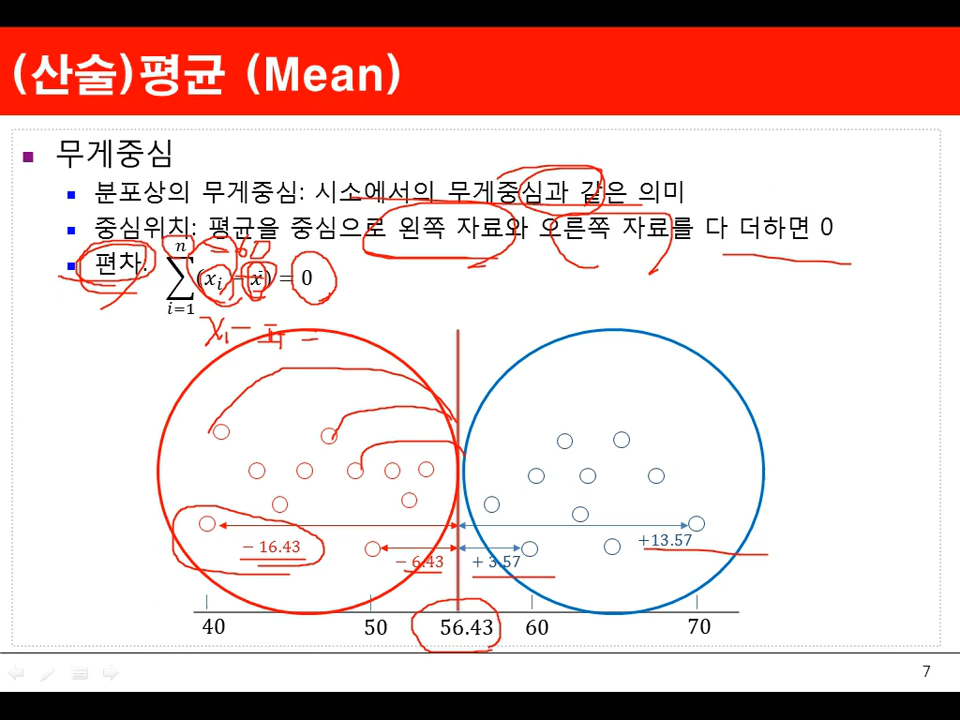 (산술)평균 (Mean)
무게중심
분포상의 무게중심: 시소에서의 무게중심과 같은 의미
중심위치: 평균을 중심으로 왼쪽 자료와 오른쪽 자료를 다 더하면 0
편차: \sum_{i=1}^{n}(x_i - \bar{x}) = 0
− 16.43
− 6.43
+ 3.57
+13.57
40 50 56.43 60 70
7